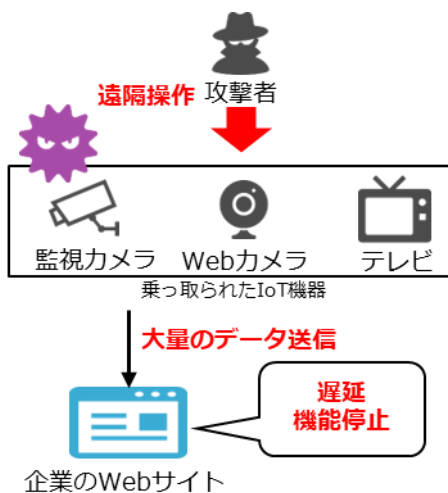 遠隔操作 攻撃者
監視カメラ Webカメラ テレビ
乗っ取られたIoT機器
大量のデータ送信
遅延
機能停止
企業のWebサイト